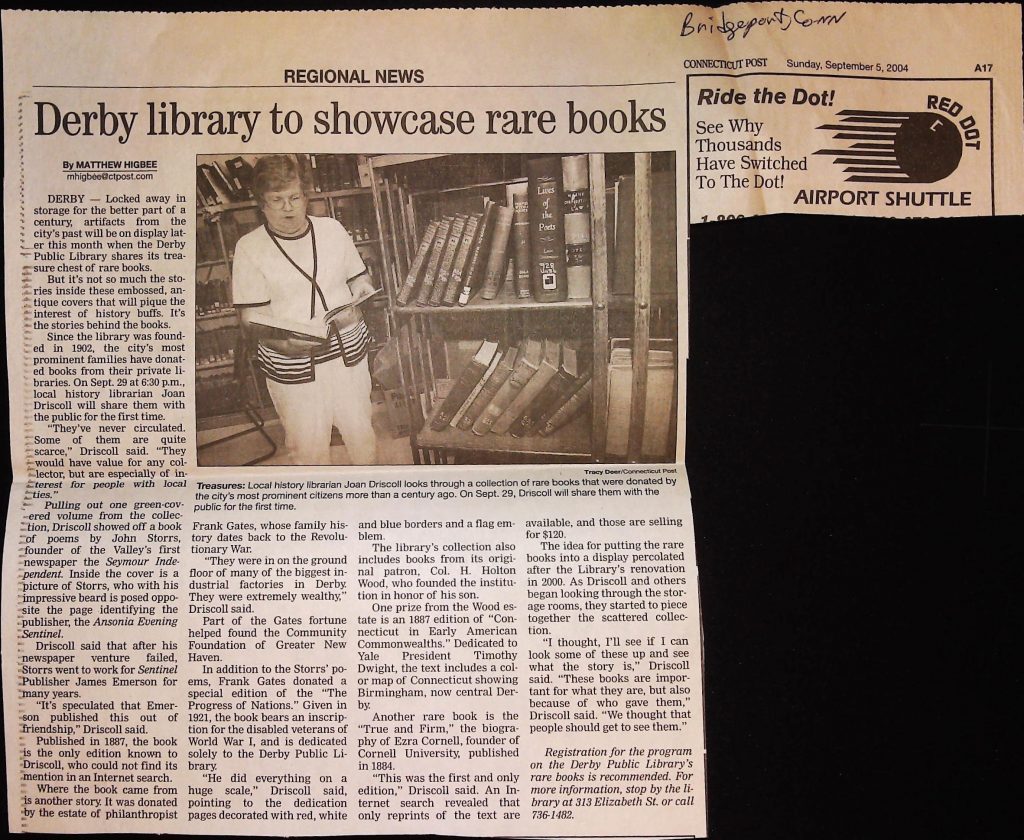 Bridgeport, Conn
CONNECTICUT POST Sunday, September 5, 2004 A17
REGIONAL NEWS
Derby library to showcase rare books
Ride the Dot!
See Why
Thousands
Have Switched
To The Dot!
RED DOT
AIRPORT SHUTTLE
By MATTHEW HIGBEE
mhigbee@ctpost.com
DERBY — Locked away in
storage for the better part of a
century, artifacts from the
city's past will be on display lat-
er this month when the Derby
Public Library shares its trea-
sure chest of rare books.
But it's not so much the sto-
ries inside these embossed, an-
tique covers that will pique the
interest of history buffs. It's
the stories behind the books.
Since the library was found-
ed in 1902, the city's most
prominent families have donat-
ed books from their private li-
braries. On Sept. 29 at 6:30 p.m.,
local history librarian Joan
Driscoll will share them with
the public for the first time.
"They've never circulated.
Some of them are quite
scarce," Driscoll said. "They
would have value for any col-
lector, but are especially of in-
terest for people with local
ties."
Pulling out one green-cov-
ered volume from the collec-
tion, Driscoll showed off a book
of poems by John Storrs,
founder of the Valley's first
newspaper the Seymour Inde-
pendent. Inside the cover is a
picture of Storrs, who with his
impressive beard is posed oppo-
site the page identifying the
publisher, the Ansonia Evening
Sentinel.
Driscoll said that after his
newspaper venture failed,
Storrs went to work for Sentinel
Publisher James Emerson for
many years.
"It's speculated that Emer-
son published this out of
friendship," Driscoll said.
Published in 1887, the book
is the only edition known to
Driscoll, who could not find its
mention in an Internet search.
Where the book came from
is another story. It was donated
by the estate of philanthropist
Lives
of the
Poets
Tracy Deer/Connecticut Post
Treasures: Local history librarian Joan Driscoll looks through a collection of rare books that were donated by
the city's most prominent citizens more than a century ago. On Sept. 29, Driscoll will share them with the
public for the first time.
Frank Gates, whose family his-
tory dates back to the Revolu-
tionary War.
"They were in on the ground
floor of many of the biggest in-
dustrial factories in Derby.
They were extremely wealthy,"
Driscoll said.
Part of the Gates fortune
helped found the Community
Foundation of Greater New
Haven.
In addition to the Storrs' po-
ems, Frank Gates donated a
special edition of the "The
Progress of Nations." Given in
1921, the book bears an inscrip-
tion for the disabled veterans of
World War I, and is dedicated
solely to the Derby Public Li-
brary.
"He did everything on a
huge scale," Driscoll said,
pointing to the dedication
pages decorated with red, white
and blue borders and a flag em-
blem.
The library's collection also
includes books from its origi-
nal patron, Col. H. Holton
Wood, who founded the institu-
tion in honor of his son.
One prize from the Wood es-
tate is an 1887 edition of "Con-
necticut in Early American
Commonwealths." Dedicated to
Yale President Timothy
Dwight, the text includes a col-
or map of Connecticut showing
Birmingham, now central Der-
by.
Another rare book is the
"True and Firm," the biogra-
phy of Ezra Cornell, founder of
Cornell University, published
in 1884.
"This was the first and only
edition," Driscoll said. An In-
ternet search revealed that
only reprints of the text are
available, and those are selling
for $120.
The idea for putting the rare
books into a display percolated
after the Library's renovation
in 2000. As Driscoll and others
began looking through the stor-
age rooms, they started to piece
together the scattered collec-
tion.
"I thought, I'll see if I can
look some of these up and see
what the story is," Driscoll
said. "These books are impor-
tant for what they are, but also
because of who gave them,"
Driscoll said. "We thought that
people should get to see them."
Registration for the program
on the Derby Public Library's
rare books is recommended. For
more information, stop by the li-
brary at 313 Elizabeth St. or call
736-1482.